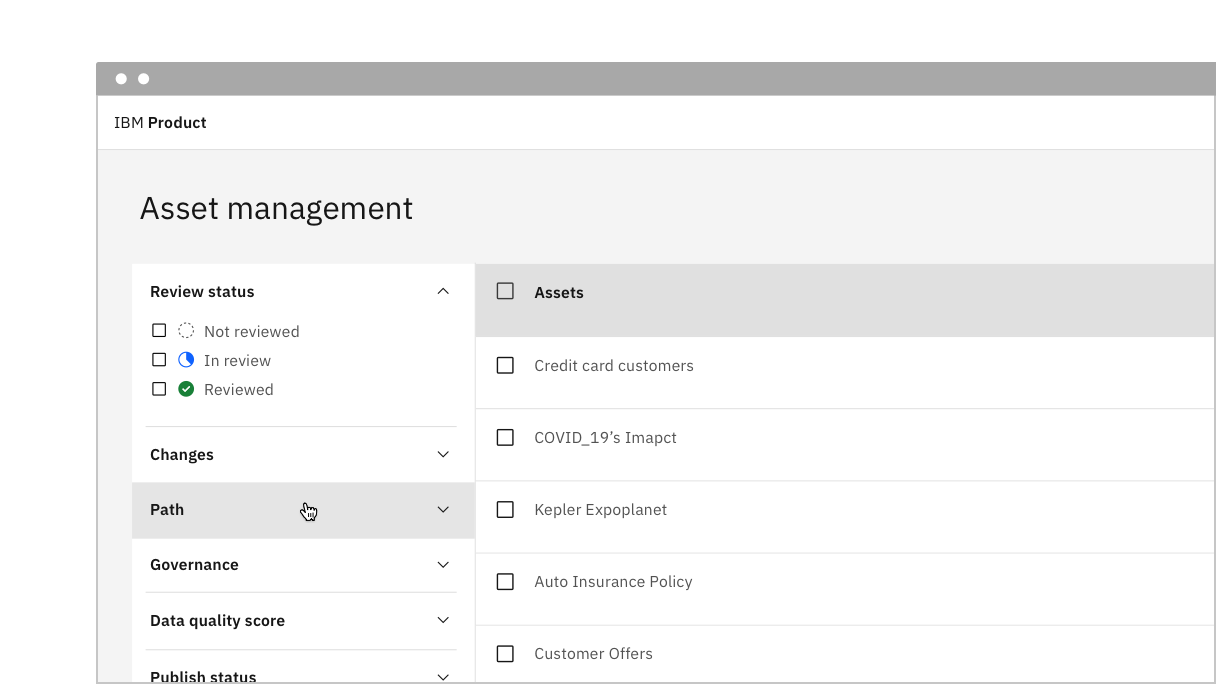 IBM Product
Asset management
Review status
Not reviewed
In review
Reviewed
Changes
Path
Governance
Data quality score
Publish status
Assets
Credit card customers
COVID_19’s Imapct
Kepler Expoplanet
Auto Insurance Policy
Customer Offers